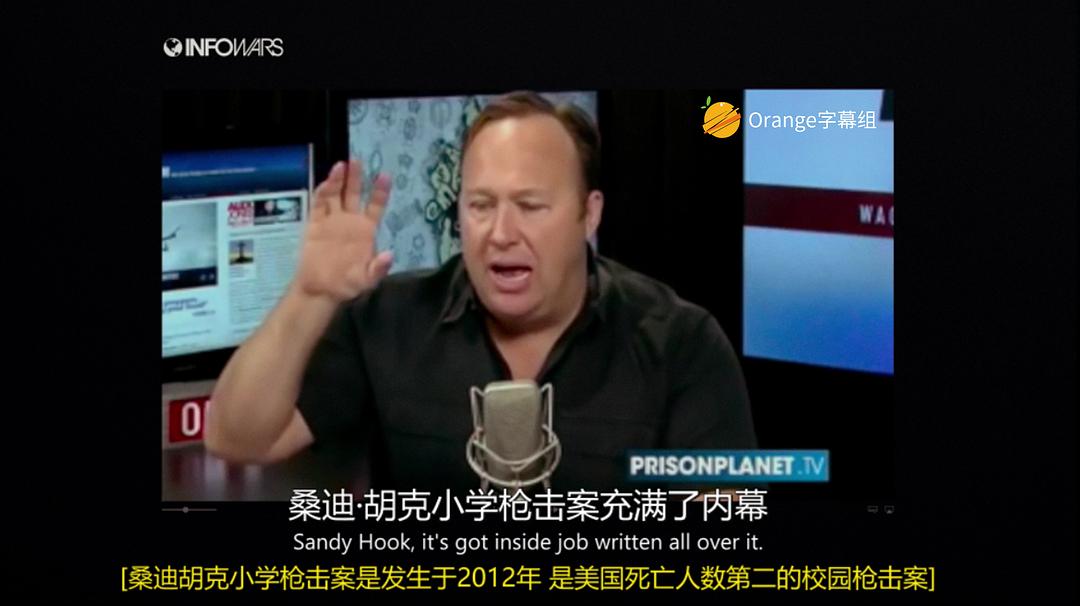 INFOWARS
Orange字幕组
WAC
PRISONPLANET.TV
桑迪·胡克小学枪击案充满了内幕
Sandy Hook, it's got inside job written all over it.
[桑迪胡克小学枪击案是发生于2012年 是美国死亡人数第二的校园枪击案]